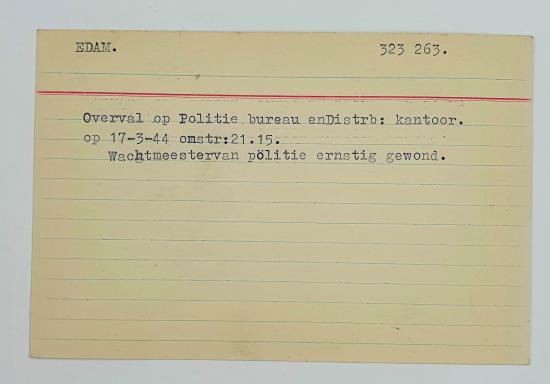 EDAM. 323 263.
Overval op Politie bureau enDistrb: kantoor.
op 17-3-44 omstr:21.15.
Wachtmeestervan pölitie ernstig gewond.